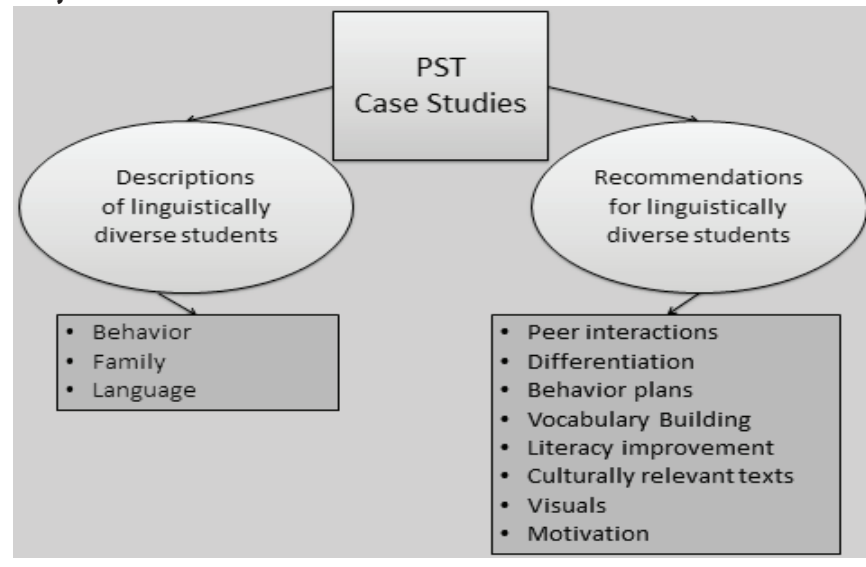 PST
Case Studies
Descriptions
of linguistically
diverse students
Recommendations
for linguistically
diverse students
• Behavior
• Family
• Language
• Peer interactions
• Differentiation
• Behavior plans
• Vocabulary Building
• Literacy improvement
• Culturally relevant texts
• Visuals
• Motivation